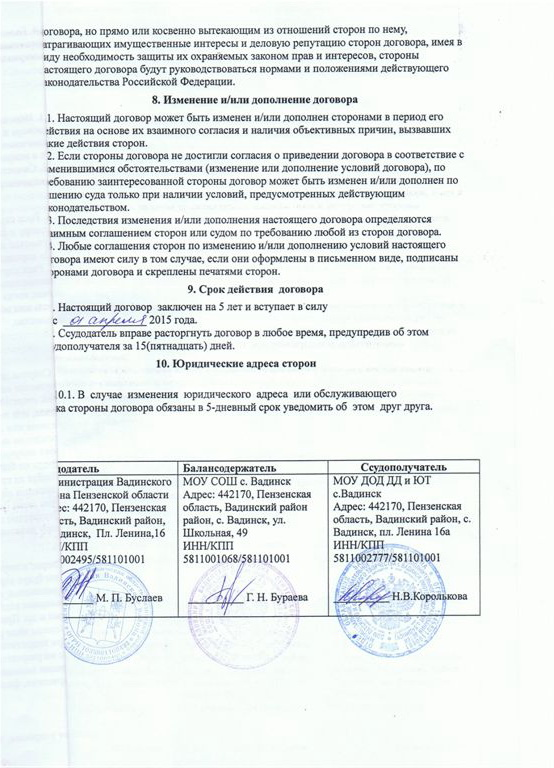 оговора, но прямо или косвенно вытекающим из отношений сторон по нему,
атрагивающих имущественные интересы и деловую репутацию сторон договора, имея в
иду необходимость защиты их охраняемых законом прав и интересов, стороны
астоящего договора будут руководствоваться нормами и положениями действующего
аконодательства Российской Федерации.
8. Изменение и/или дополнение договора
1. Настоящий договор может быть изменен и/или дополнен сторонами в период его
ействия на основе их взаимного согласия и наличия объективных причин, вызвавших
акие действия сторон.
2. Если стороны договора не достигли согласия о приведении договора в соответствие с
менившимися обстоятельствами (изменение или дополнение условий договора), по
ебованию заинтересованной стороны договор может быть изменен и/или дополнен по
шению суда только при наличии условий, предусмотренных действующим
конодательством.
3. Последствия изменения и/или дополнения настоящего договора определяются
аимным соглашением сторон или судом по требованию любой из сторон договора.
. Любые соглашения сторон по изменению и/или дополнению условий настоящего
говора имеют силу в том случае, если они оформлены в письменном виде, подписаны
оронами договора и скреплены печатями сторон.
9. Срок действия договора
. Настоящий договор заключен на 5 лет и вступает в силу
с 01 апреля 2015 года.
. Ссудодатель вправе расторгнуть договор в любое время, предупредив об этом
удополучателя за 15(пятнадцать) дней.
10. Юридические адреса сторон
10.1. В случае изменения юридического адреса или обслуживающего
ка стороны договора обязаны в 5-дневный срок уведомить об этом друг друга.
одатель
инистрация Вадинского
на Пензенской области
ес: 442170, Пензенская
сть, Вадинский район,
динск, Пл. Ленина,16
/КПП
002495/581101001
М. П. Буслаев
Балансодержатель
МОУ СОШ с. Вадинск
Адрес: 442170, Пензенская
область, Вадинский район
район, с. Вадинск, ул.
Школьная, 49
ИНН/КПП
5811001068/581101001
Г. Н. Бураева
Ссудополучатель
МОУ ДОД ДД и ЮТ
с.Вадинск
Адрес: 442170, Пензенская
область, Вадинский район, с.
Вадинск, пл. Ленина 16а
ИНН/КПП
5811002777/581101001
Н.В.Королькова